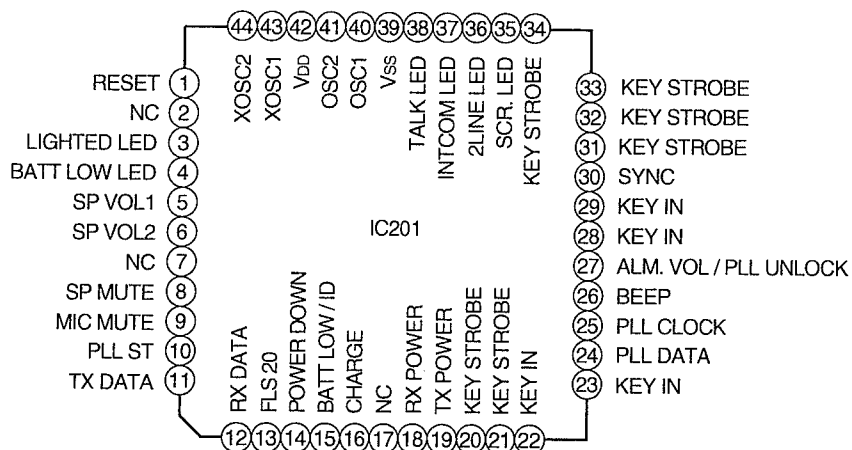 44 43 42 41 40 39 38 37 36 35 34
XOSC2
XOSC1
VDD
OSC2
OSC1
VSS
TALK LED
INTCOM LED
2LINE LED
SCR. LED
KEY STROBE
RESET 1
NC 2
LIGHTED LED 3
BATT LOW LED 4
SP VOL1 5
SP VOL2 6
NC 7
SP MUTE 8
MIC MUTE 9
PLL ST 10
TX DATA 11
IC201
33 KEY STROBE
32 KEY STROBE
31 KEY STROBE
30 SYNC
29 KEY IN
28 KEY IN
27 ALM. VOL / PLL UNLOCK
26 BEEP
25 PLL CLOCK
24 PLL DATA
23 KEY IN
RX DATA
FLS 20
POWER DOWN
BATT LOW / ID
CHARGE
NC
RX POWER
TX POWER
KEY STROBE
KEY STROBE
KEY IN
12 13 14 15 16 17 18 19 20 21 22